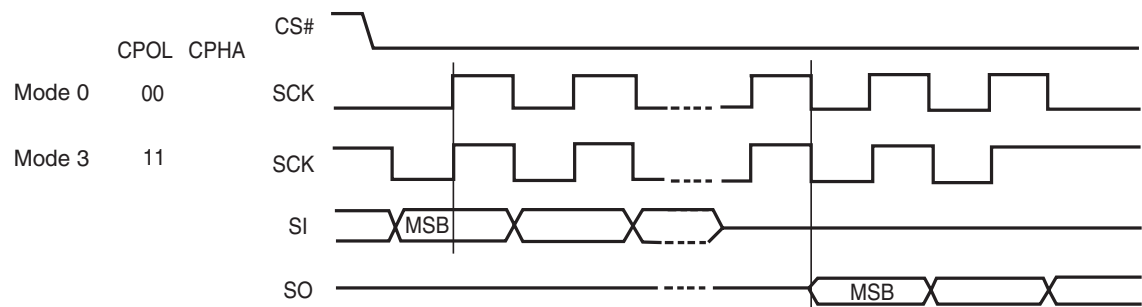 CS#
CPOL CPHA
Mode 0 00 SCK
Mode 3 11 SCK
SI MSB
SO MSB